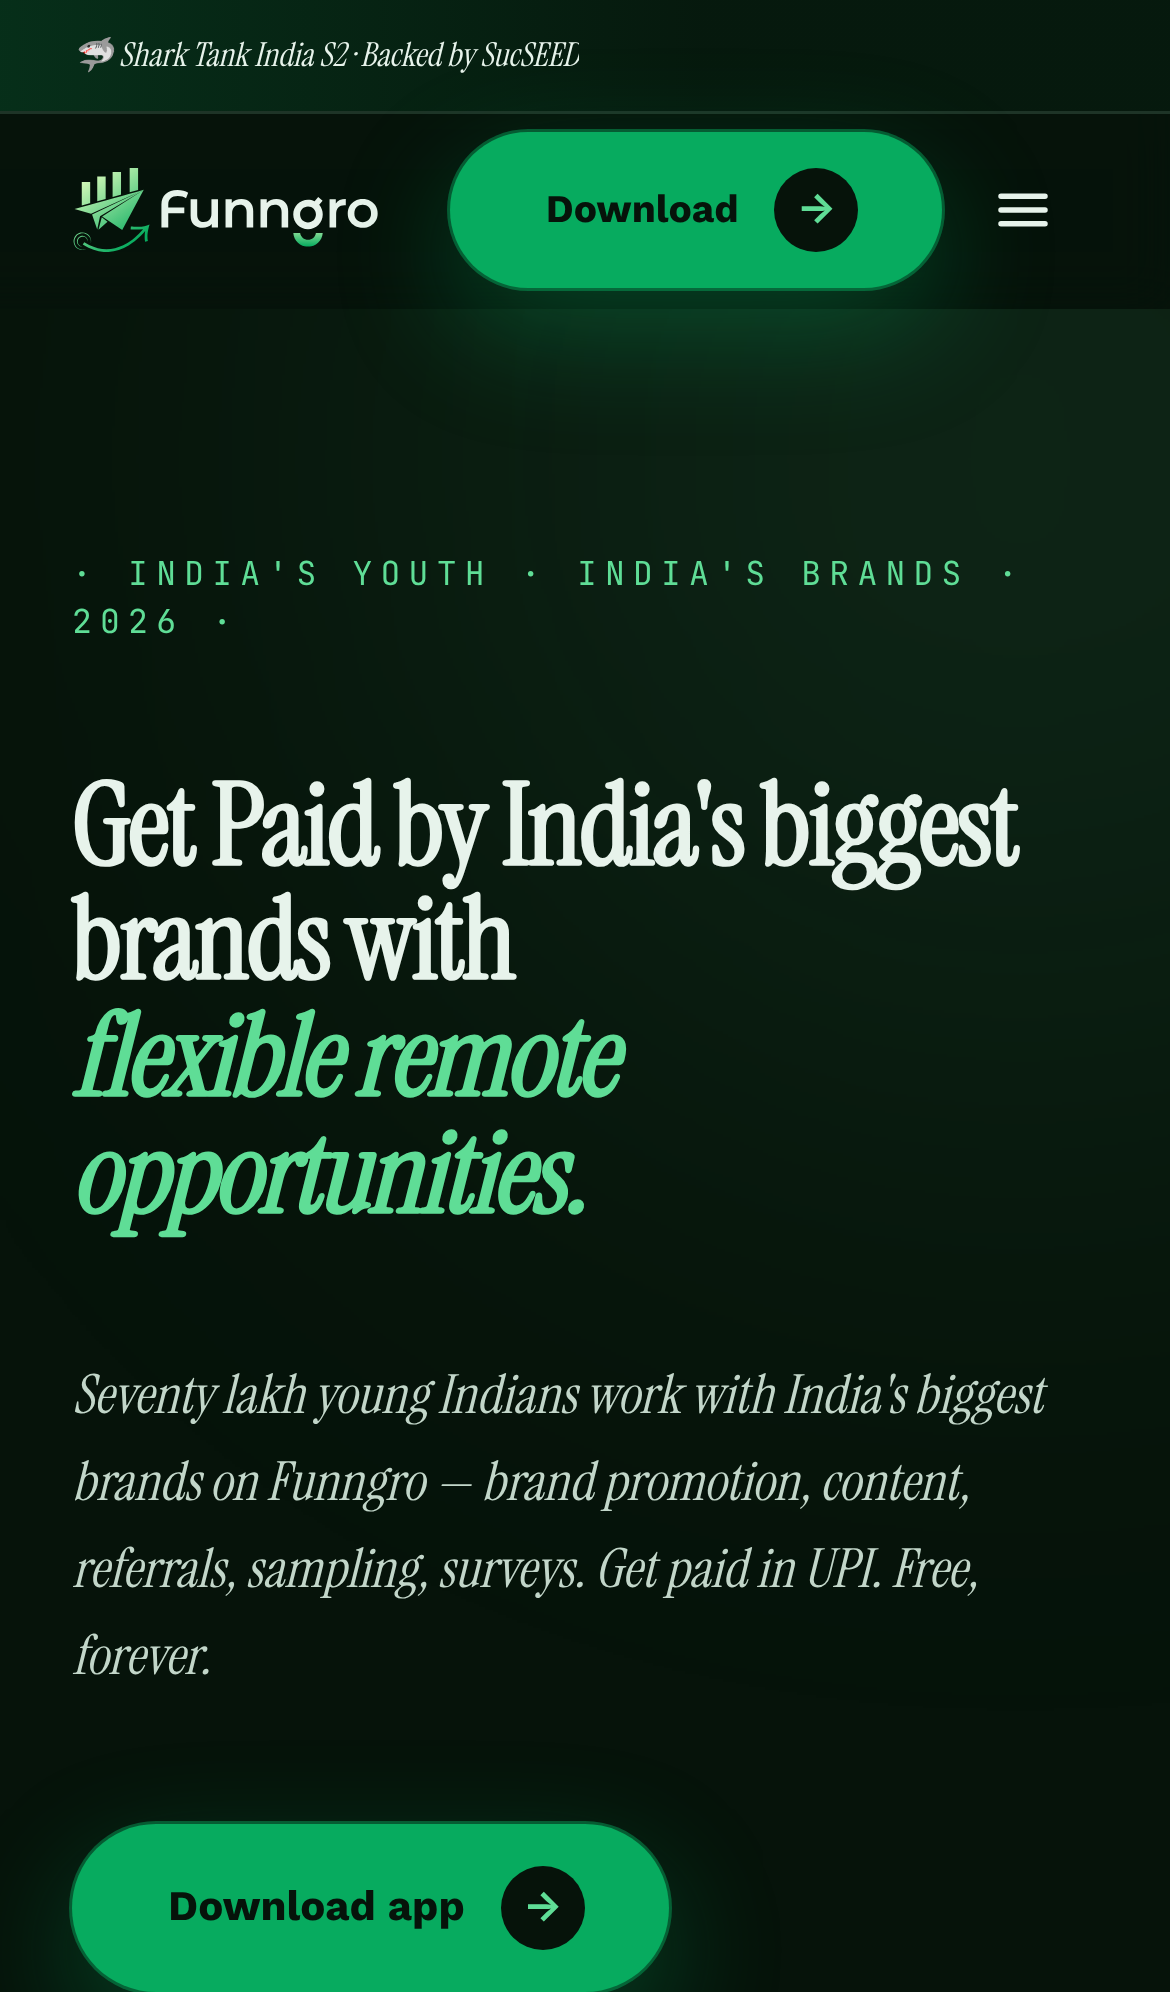 Shark Tank India S2 · Backed by SucSEED
Funngro
Download
· INDIA'S YOUTH · INDIA'S BRANDS ·
2026 ·
Get Paid by India's biggest
brands with
flexible remote
opportunities.
Seventy lakh young Indians work with India's biggest
brands on Funngro — brand promotion, content,
referrals, sampling, surveys. Get paid in UPI. Free,
forever.
Download app